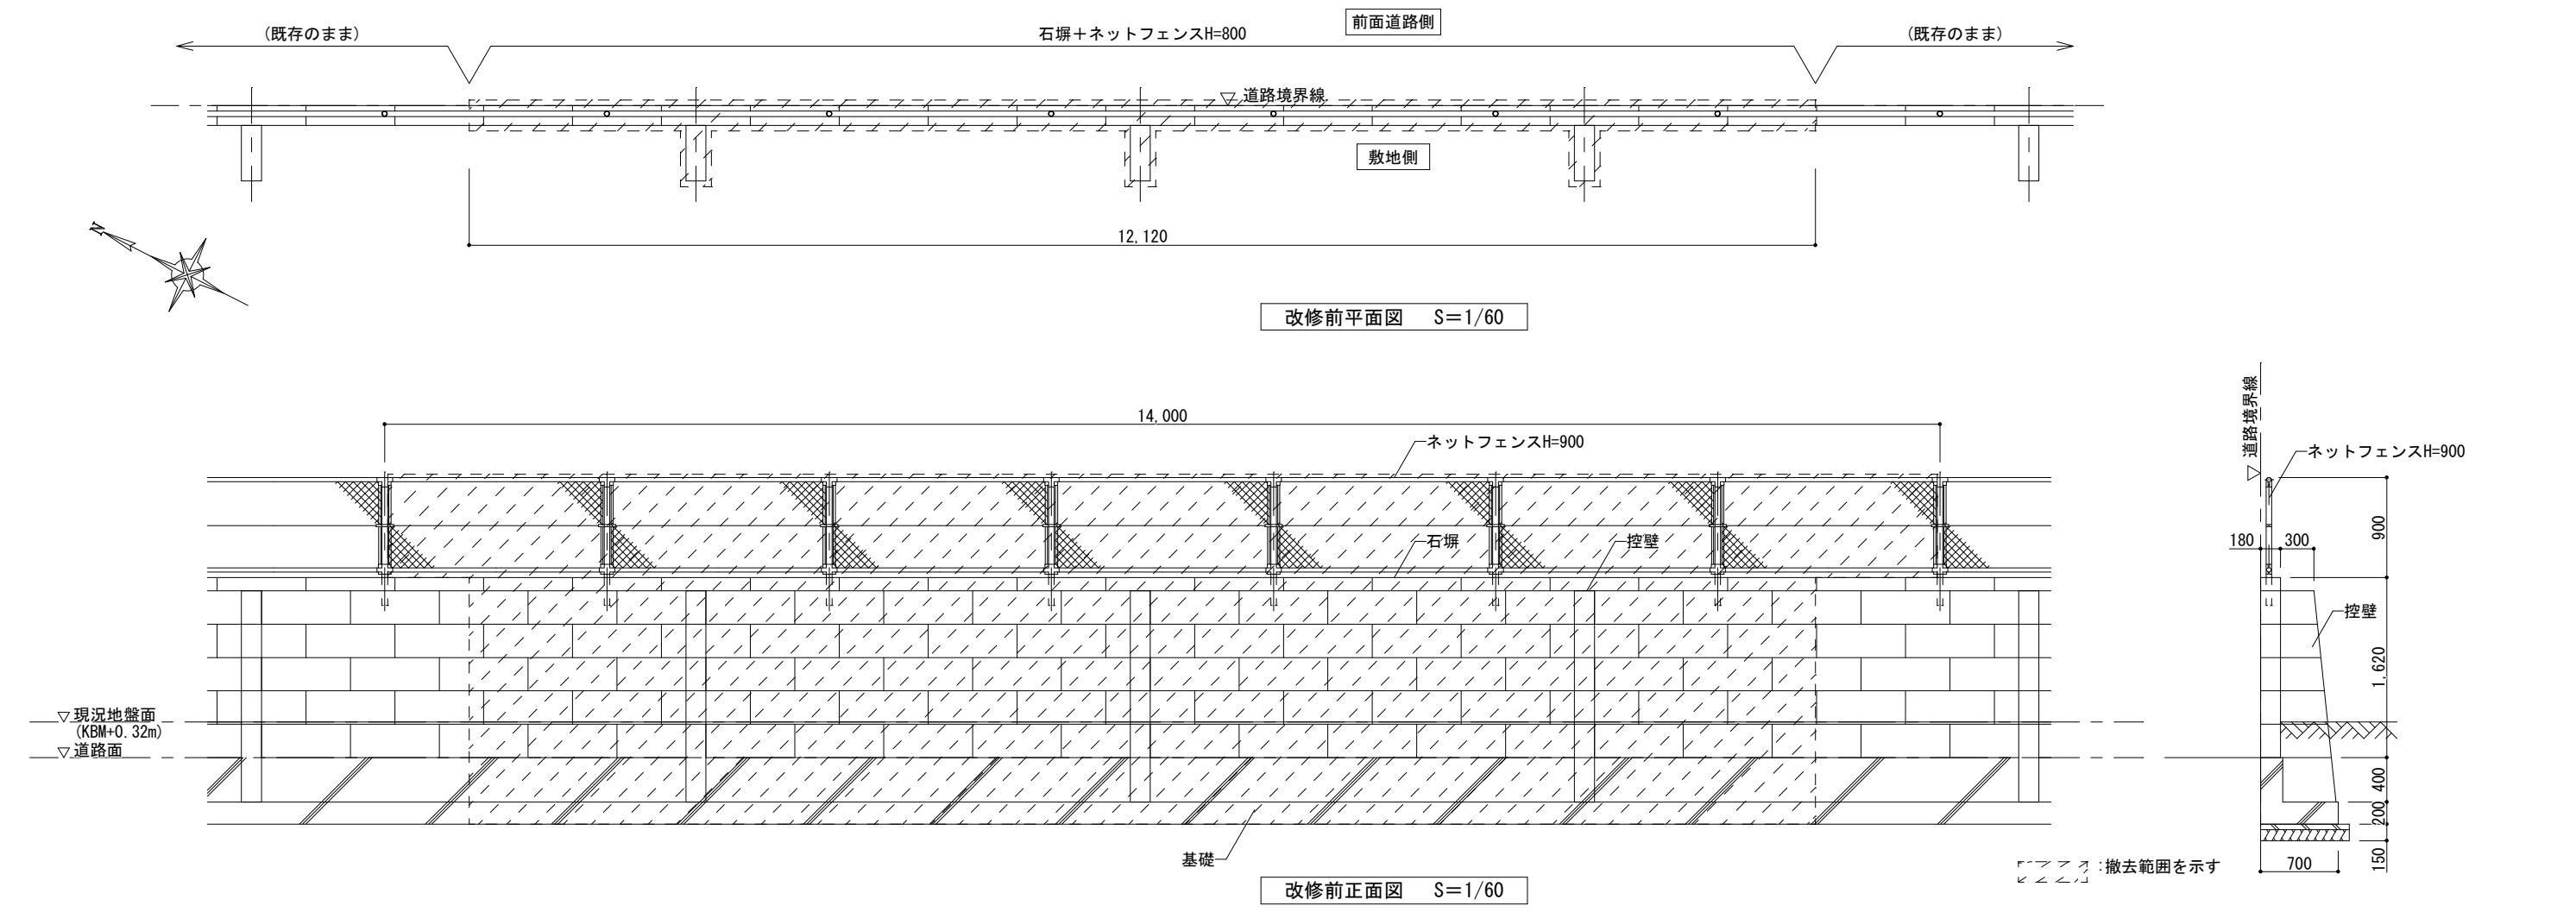 前面道路側
(既存のまま)
石塀＋ネットフェンスH=800
(既存のまま)
▽ 道路境界線
敷地側
N
12,120
改修前平面図 S＝1/60
14,000
ネットフェンスH=900
石塀
控壁
▽現況地盤面
(KBM+0.32m)
▽道路面
基礎
改修前正面図 S＝1/60
▽ 道路境界線
ネットフェンスH=900
180
300
900
控壁
1,620
400
200
150
700
:撤去範囲を示す